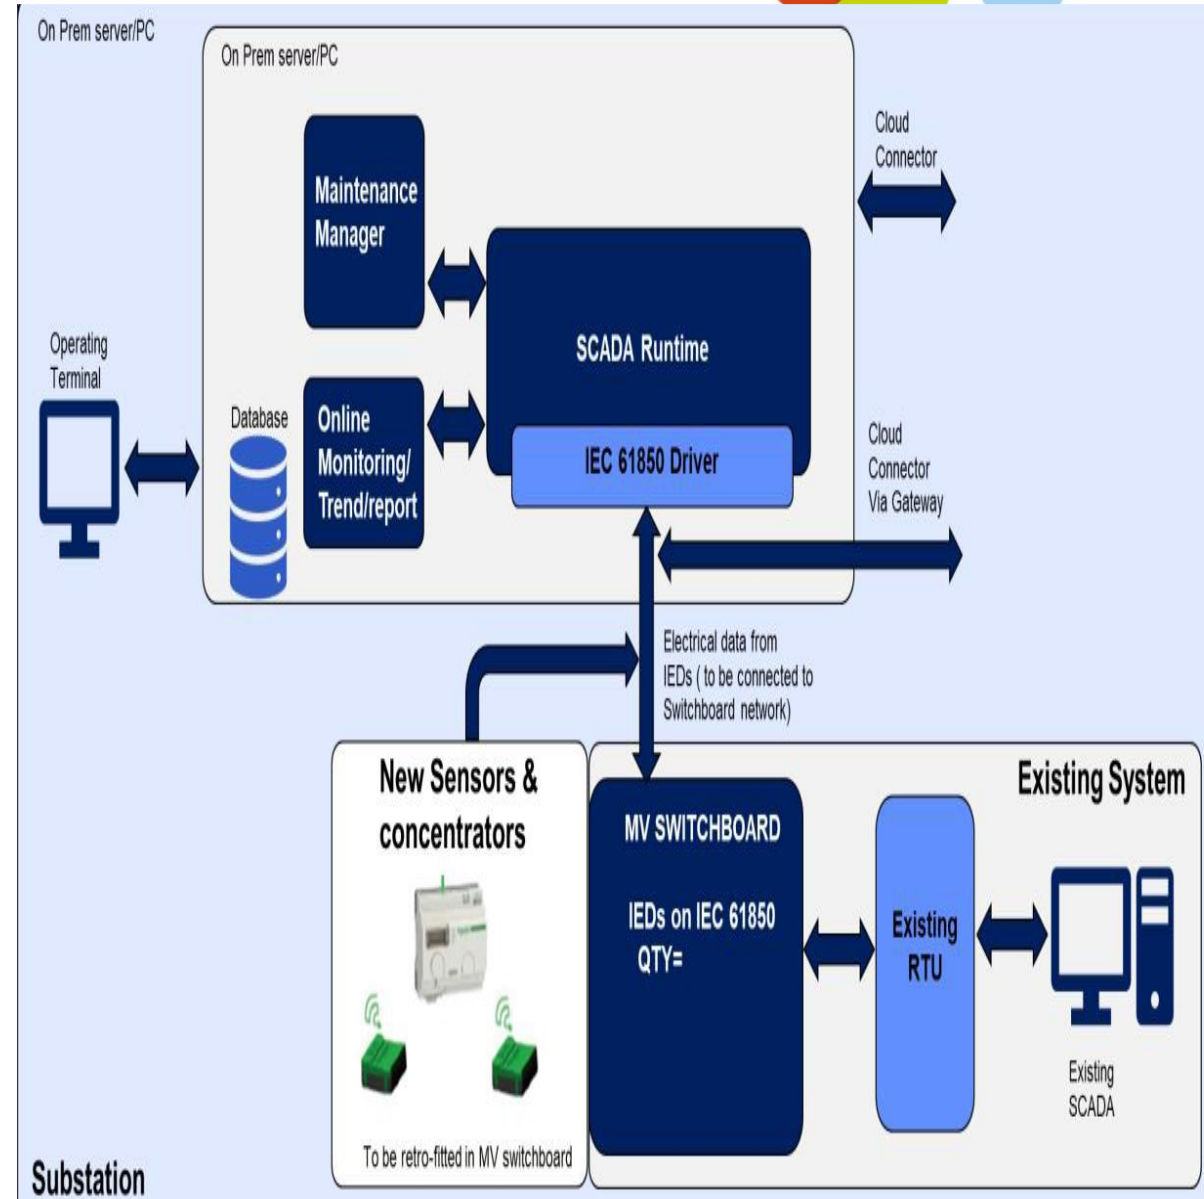 On Prem server/PC
On Prem server/PC
Cloud
Connector
Maintenance
Manager
SCADA Runtime
Operating
Terminal
Database
Online
Monitoring/
Trend/report
IEC 61850 Driver
Cloud
Connector
Via Gateway
Electrical data from
IEDs ( to be connected to
Switchboard network)
New Sensors &
concentrators
To be retro-fitted in MV switchboard
MV SWITCHBOARD
IEDs on IEC 61850
QTY=
Existing System
Existing
RTU
Existing
SCADA
Substation